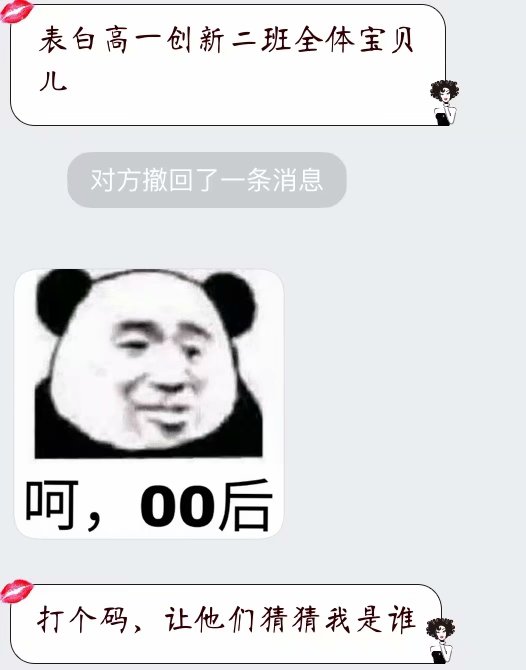 表白高一创新二班全体宝贝
儿
对方撤回了一条消息
呵，00后
打个码、让他们猜猜我是谁